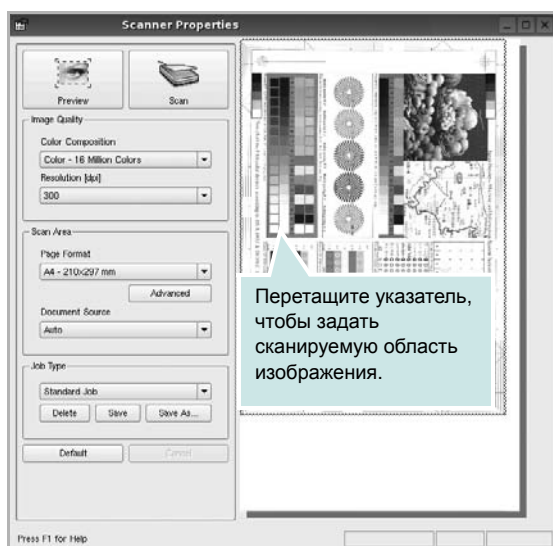 Scanner Properties
Preview
Scan
Image Quality
Color Composition
Color - 16 Million Colors
Resolution [dpi]
300
Scan Area
Page Format
A4 - 210x297 mm
Advanced
Document Source
Auto
Job Type
Standard Job
Delete
Save
Save As...
Default
Cancel
Перетащите указатель,
чтобы задать
сканируемую область
изображения.
Press F1 for Help